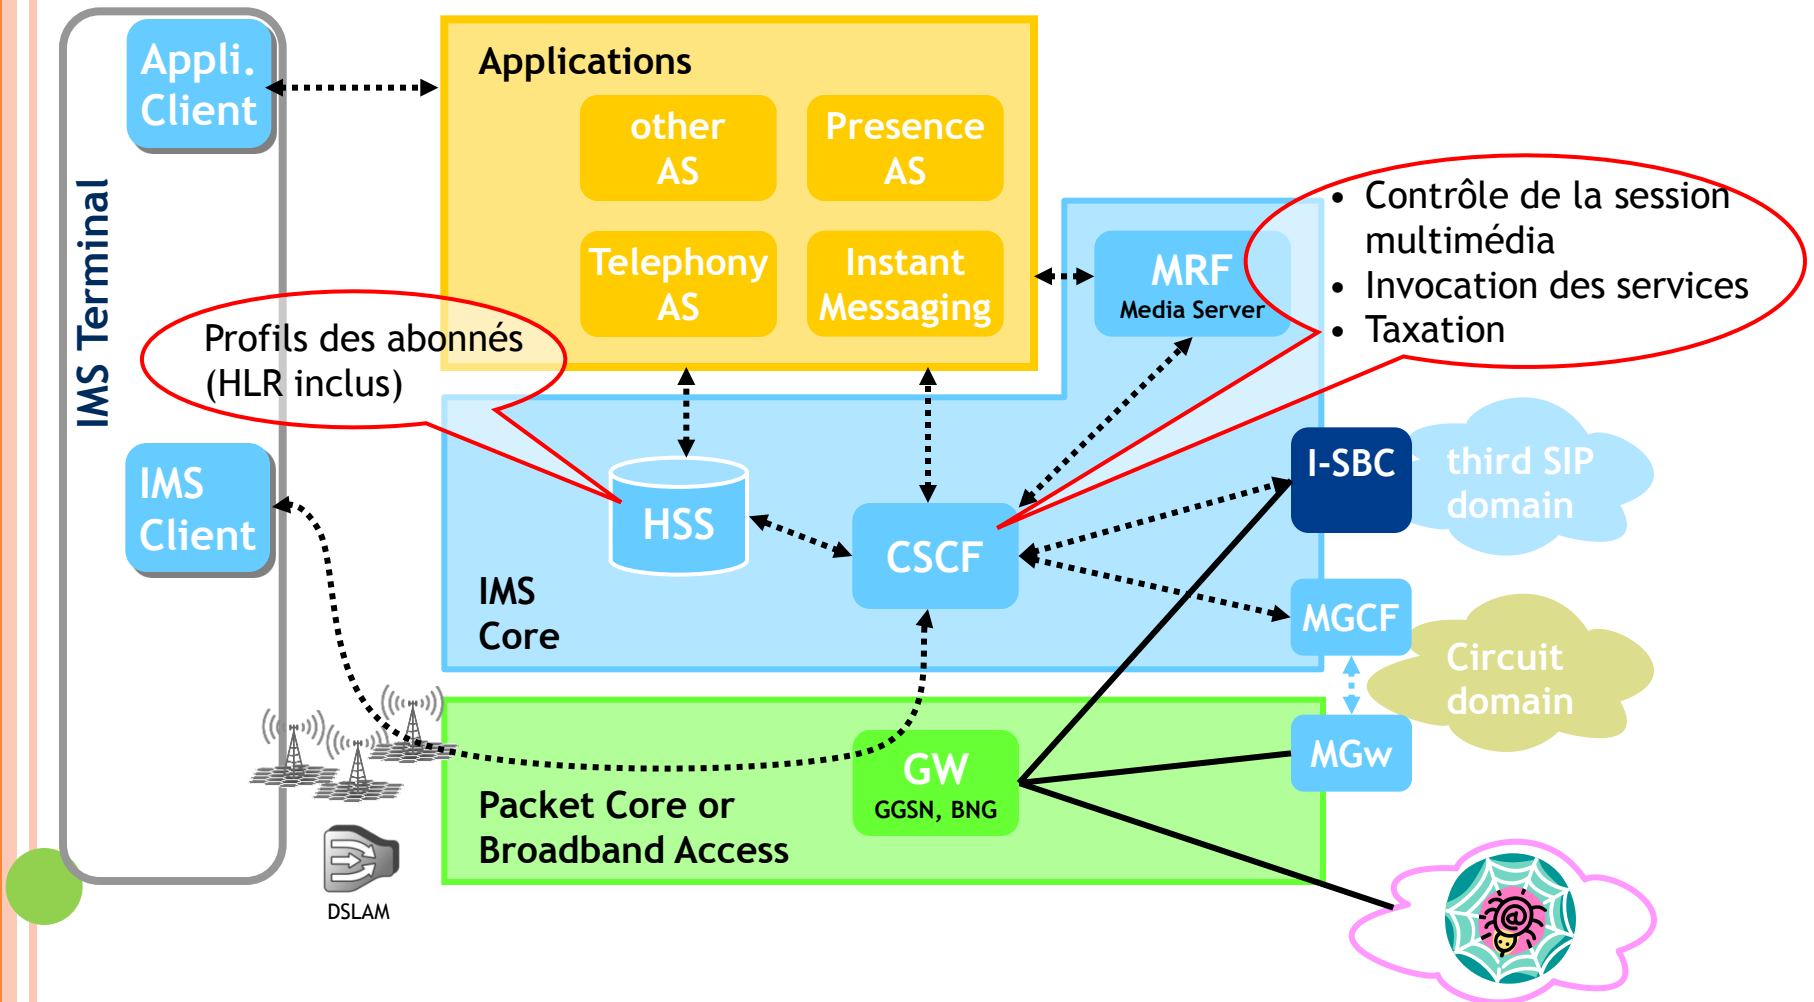 Appli.
Client
IMS Terminal
IMS
Client
Applications
other
AS
Presence
AS
Telephony
AS
Instant
Messaging
MRF
Media Server
• Contrôle de la session
multimédia
• Invocation des services
• Taxation
Profils des abonnés
(HLR inclus)
HSS
CSCF
IMS
Core
I-SBC
third SIP
domain
MGCF
Circuit
domain
MGw
GW
GGSN, BNG
Packet Core or
Broadband Access
DSLAM
@